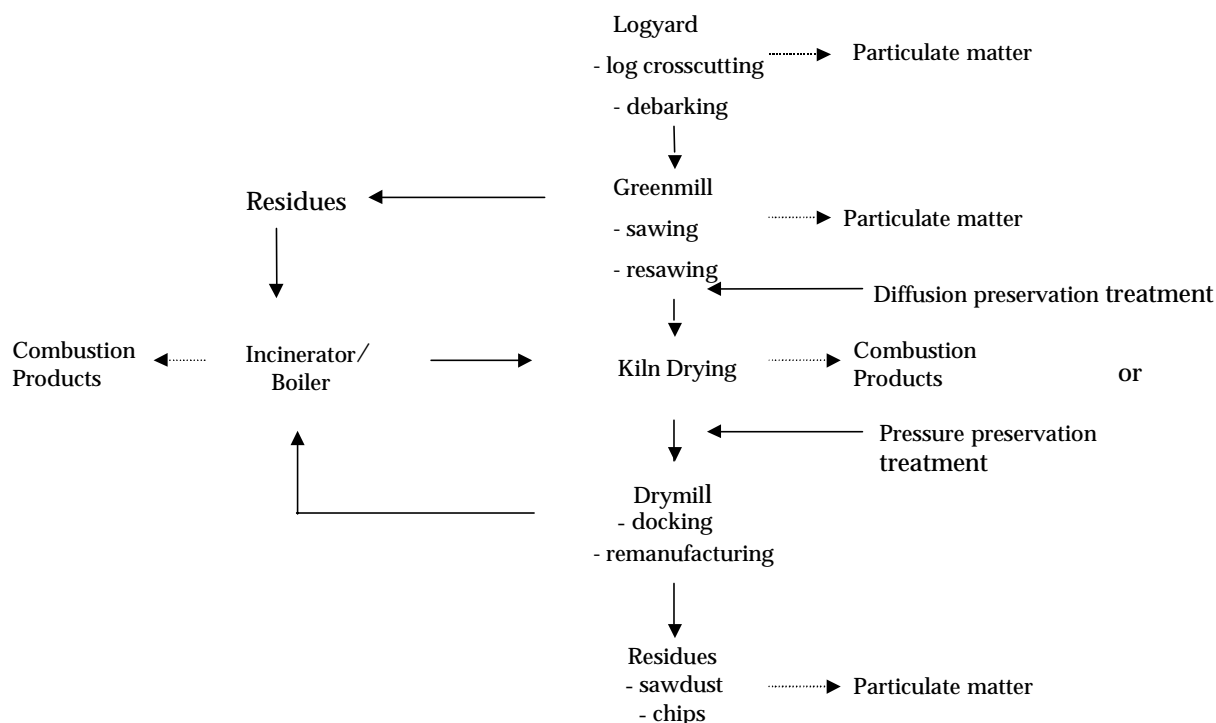 Logyard
- log crosscutting
- debarking
Particulate matter
Greenmill
- sawing
- resawing
Residues
Particulate matter
Diffusion preservation treatment
Combustion
Products
Incinerator/
Boiler
Kiln Drying
Combustion
Products
or
Pressure preservation
treatment
Drymill
- docking
- remanufacturing
Residues
- sawdust
- chips
Particulate matter